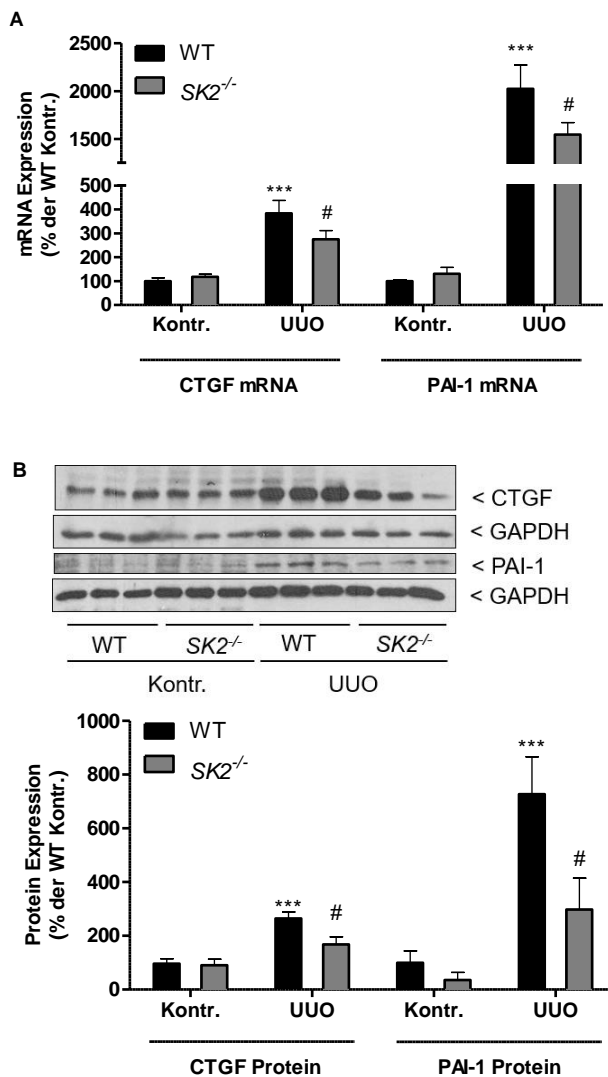 A
2500
2000
1500
500
400
300
200
100
0
mRNA Expression
(% der WT Kontr.)
WT
SK2-/-
***
#
***
#
Kontr. UUO Kontr. UUO
CTGF mRNA PAI-1 mRNA
B
< CTGF
< GAPDH
< PAI-1
< GAPDH
WT SK2-/- WT SK2-/-
Kontr. UUO
1000
800
600
400
200
0
Protein Expression
(% der WT Kontr.)
WT
SK2-/-
***
#
***
#
Kontr. UUO Kontr. UUO
CTGF Protein PAI-1 Protein